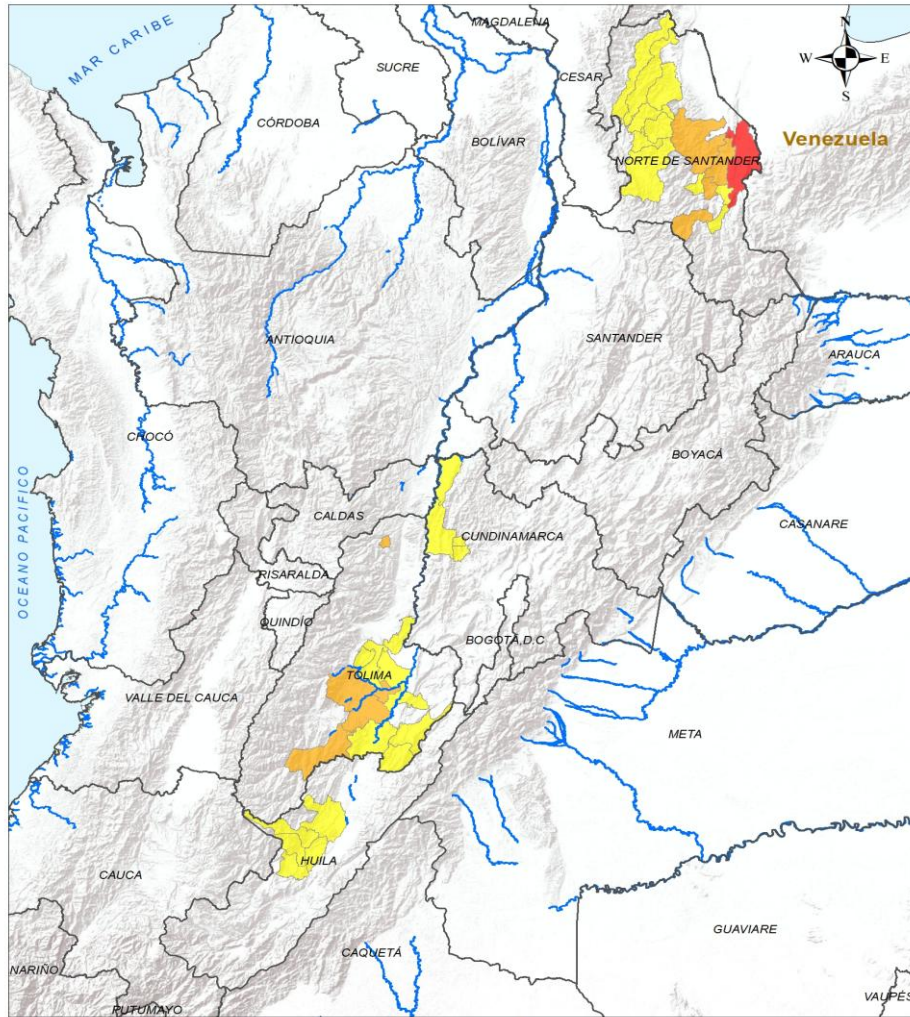 MAGDALENA
N
MAR CARIBE
W
E
S
SUCRE
CESAR
CÓRDOBA
BOLÍVAR
Venezuela
NORTE DE SANTANDER
ANTIOQUIA
SANTANDER
ARAUCA
CHOCÓ
BOYACÁ
OCEANO PACIFICO
CALDAS
CASANARE
CUNDINAMARCA
RISARALDA
QUINDÍO
BOGOTÁ,D.C
TOLIMA
VALLE DEL CAUCA
META
HUILA
CAUCA
GUAVIARE
CAQUETÁ
NARIÑO
PUTUMAYO
VAUPÉS